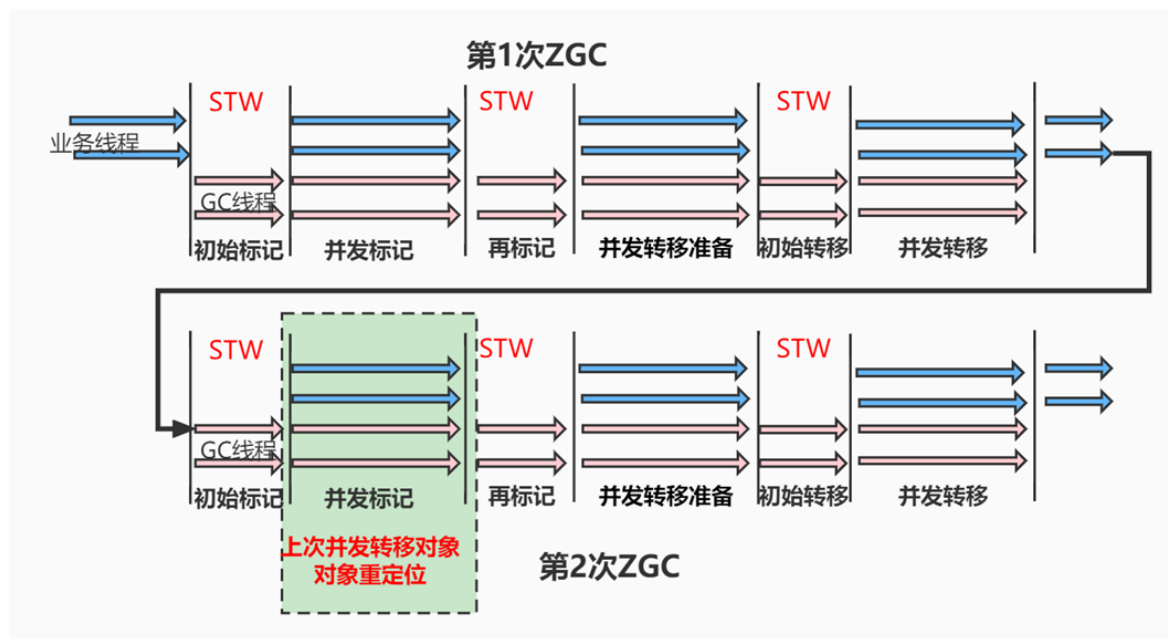 第1次ZGC
STW STW STW
业务线程
GC线程
初始标记 并发标记 再标记 并发转移准备 初始转移 并发转移
STW STW STW
GC线程
初始标记 并发标记 再标记 并发转移准备 初始转移 并发转移
上次并发转移对象
对象重定位
第2次ZGC